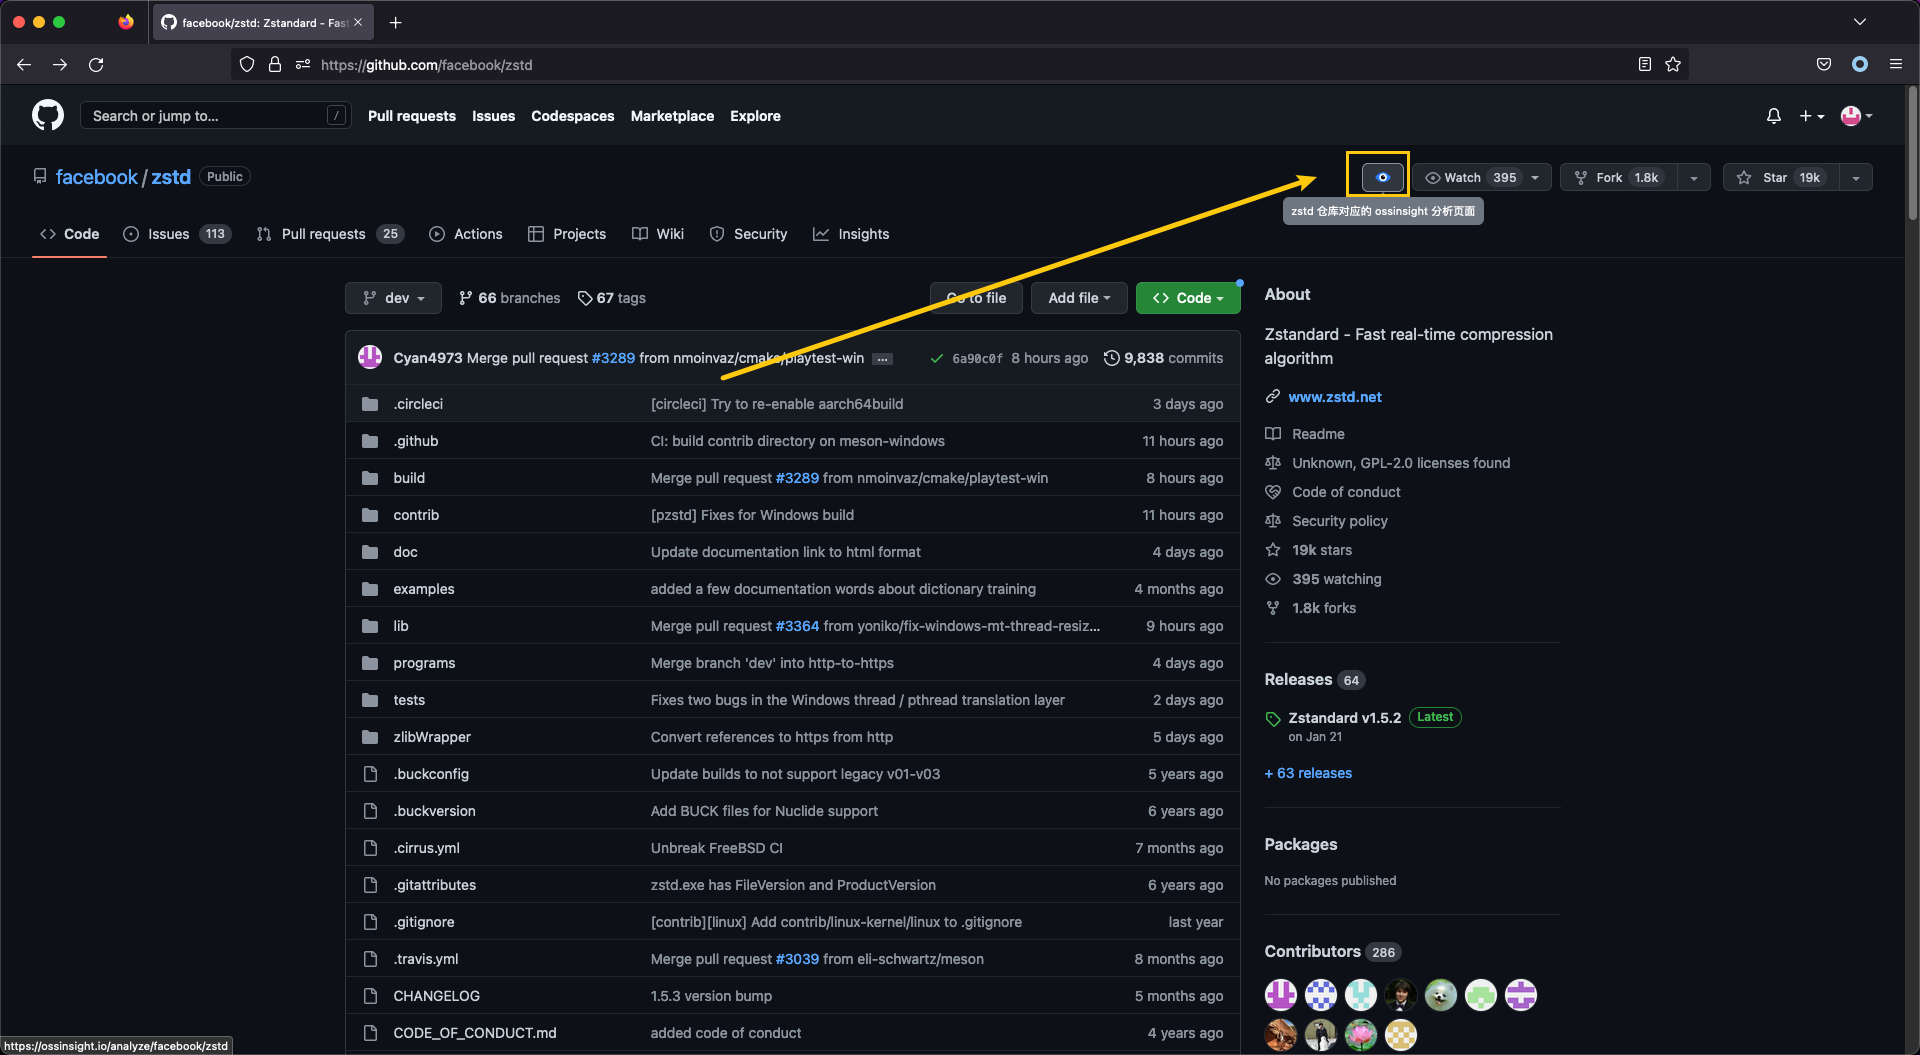 facebook/zstd: Zstandard - Fast
https://github.com/facebook/zstd
Search or jump to... /
Pull requests Issues Codespaces Marketplace Explore
facebook / zstd Public
Watch 395 Fork 1.8k Star 19k
zstd 仓库对应的 ossinsight 分析页面
Code Issues 113 Pull requests 25 Actions Projects Wiki Security Insights
dev 66 branches 67 tags Go to file Add file Code
Cyan4973 Merge pull request #3289 from nmoinvaz/cmake/playtest-win ... 6a90c0f 8 hours ago 9,838 commits
.circleci [circleci] Try to re-enable aarch64build 3 days ago
.github CI: build contrib directory on meson-windows 11 hours ago
build Merge pull request #3289 from nmoinvaz/cmake/playtest-win 8 hours ago
contrib [pzstd] Fixes for Windows build 11 hours ago
doc Update documentation link to html format 4 days ago
examples added a few documentation words about dictionary training 4 months ago
lib Merge pull request #3364 from yoniko/fix-windows-mt-thread-resiz... 9 hours ago
programs Merge branch 'dev' into http-to-https 4 days ago
tests Fixes two bugs in the Windows thread / pthread translation layer 2 days ago
zlibWrapper Convert references to https from http 5 days ago
.buckconfig Update builds to not support legacy v01-v03 5 years ago
.buckversion Add BUCK files for Nuclide support 6 years ago
.cirrus.yml Unbreak FreeBSD CI 7 months ago
.gitattributes zstd.exe has FileVersion and ProductVersion 6 years ago
.gitignore [contrib][linux] Add contrib/linux-kernel/linux to .gitignore last year
.travis.yml Merge pull request #3039 from eli-schwartz/meson 8 months ago
CHANGELOG 1.5.3 version bump 5 months ago
CODE_OF_CONDUCT.md added code of conduct 4 years ago
About
Zstandard - Fast real-time compression
algorithm
www.zstd.net
Readme
Unknown, GPL-2.0 licenses found
Code of conduct
Security policy
19k stars
395 watching
1.8k forks
Releases 64
Zstandard v1.5.2 Latest
on Jan 21
+ 63 releases
Packages
No packages published
Contributors 286
https://ossinsight.io/analyze/facebook/zstd